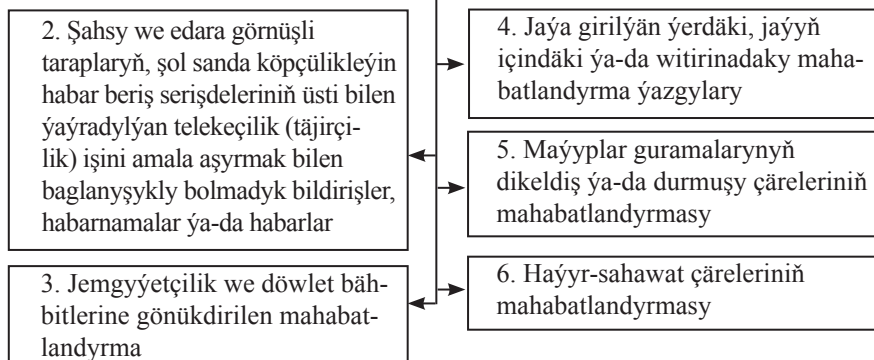 2. Şahsy we edara görnüşli
taraplaryň, şol sanda köpçülikleýin
habar beriş serişdeleriniň üsti bilen
ýaýradylýan telekeçilik (täjirçi-
lik) işini amala aşyrmak bilen
baglanyşykly bolmadyk bildirişler,
habarnamalar ýa-da habarlar
3. Jemgyýetçilik we döwlet bäh-
bitlerine gönükdirilen mahabat-
landyrma
4. Jaýa girilýän ýerdäki, jaýyň
içindäki ýa-da witirinadaky maha-
batlandyrma ýazgylary
5. Maýyplar guramalarynyň
dikeldiş ýa-da durmuşy çäreleriniň
mahabatlandyrmasy
6. Haýyr-sahawat çäreleriniň
mahabatlandyrmasy